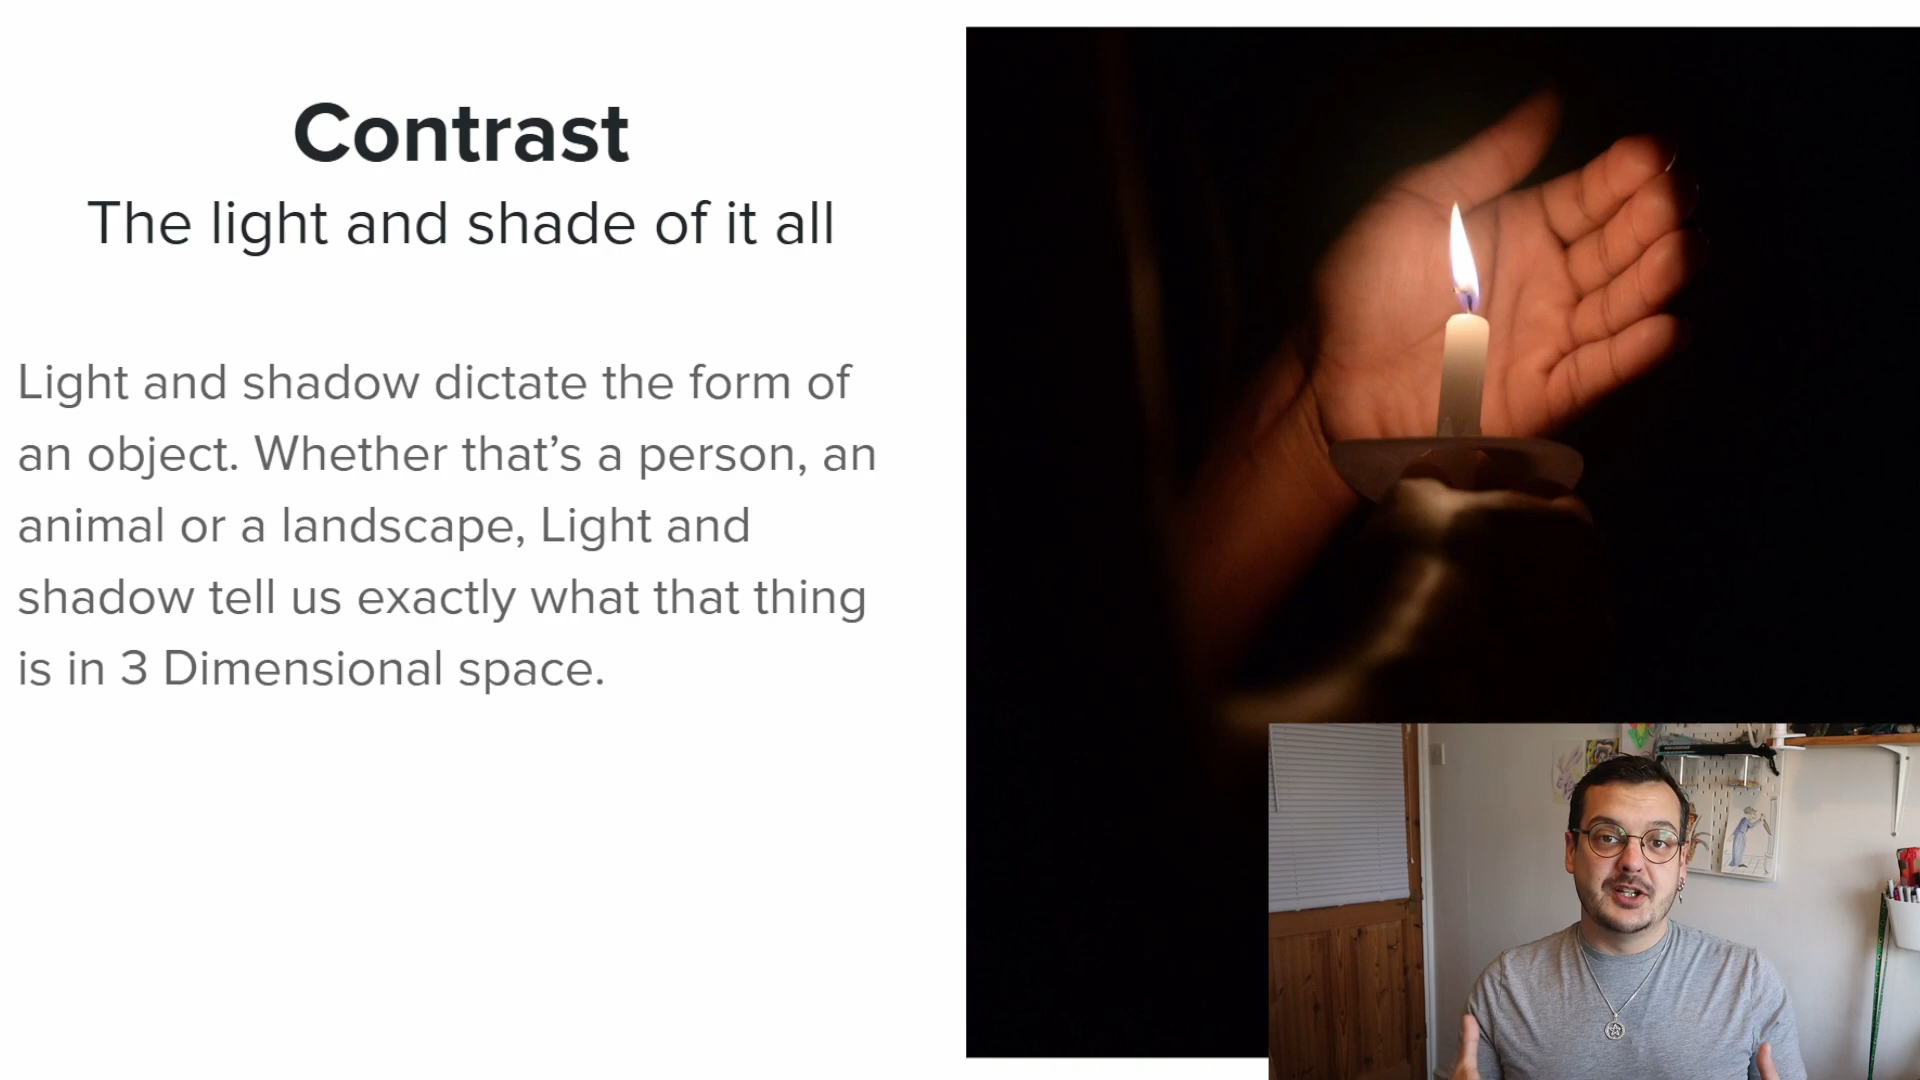 Contrast
The light and shade of it all
Light and shadow dictate the form of
an object. Whether that’s a person, an
animal or a landscape, Light and
shadow tell us exactly what that thing
is in 3 Dimensional space.